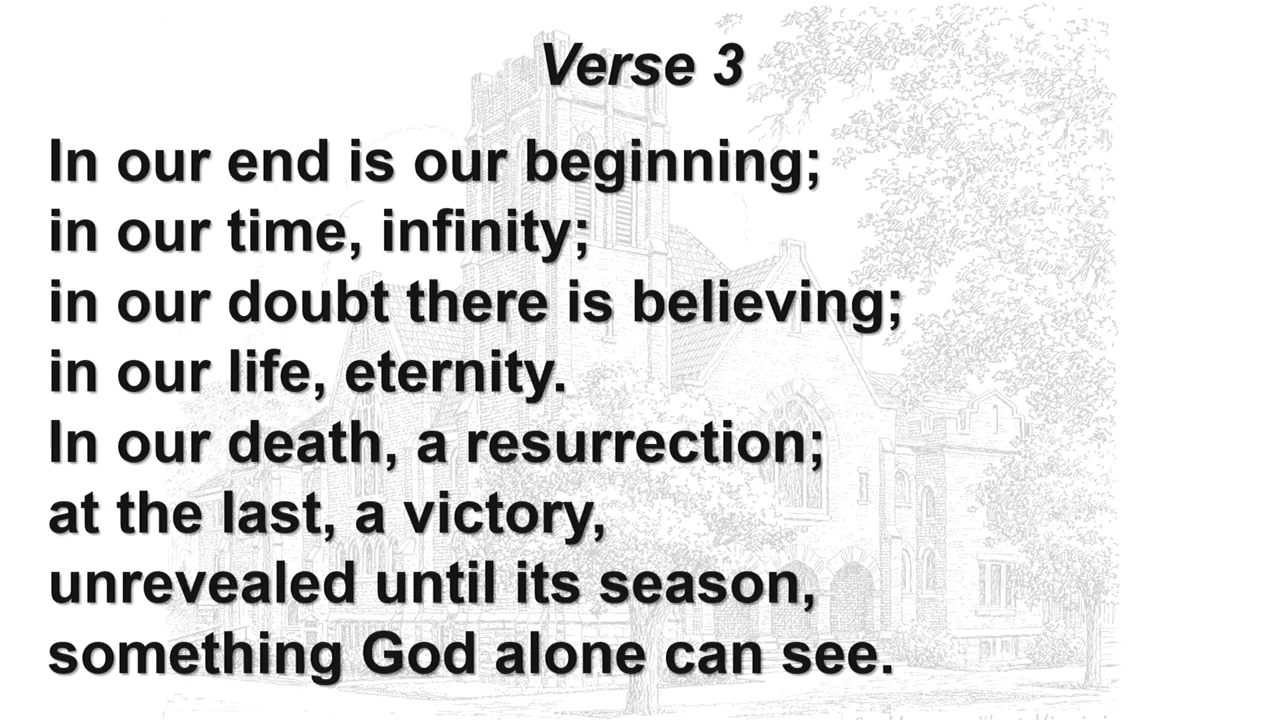 Verse 3
In our end is our beginning;
in our time, infinity;
in our doubt there is believing;
in our life, eternity.
In our death, a resurrection;
at the last, a victory,
unrevealed until its season,
something God alone can see.